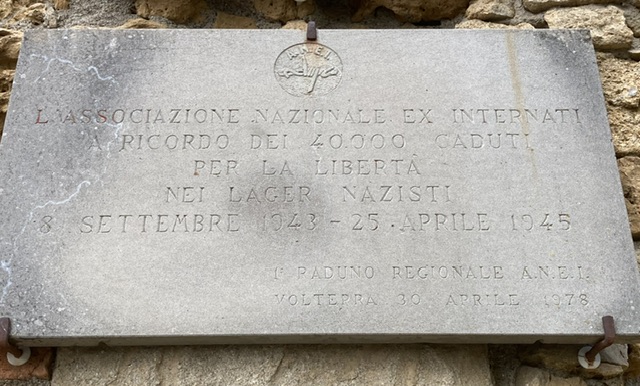 A.N.E.I.
L'ASSOCIAZIONE NAZIONALE EX INTERNATI
A RICORDO DEI 40.000 CADUTI
PER LA LIBERTÀ
NEI LAGER NAZISTI
8 SETTEMBRE 1943 - 25 APRILE 1945
1° RADUNO REGIONALE A.N.E.I.
VOLTERRA 30 APRILE 1978